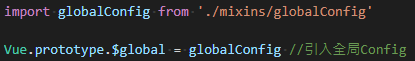 import globalConfig from './mixins/globalConfig'
Vue.prototype.$global = globalConfig //引入全局Config